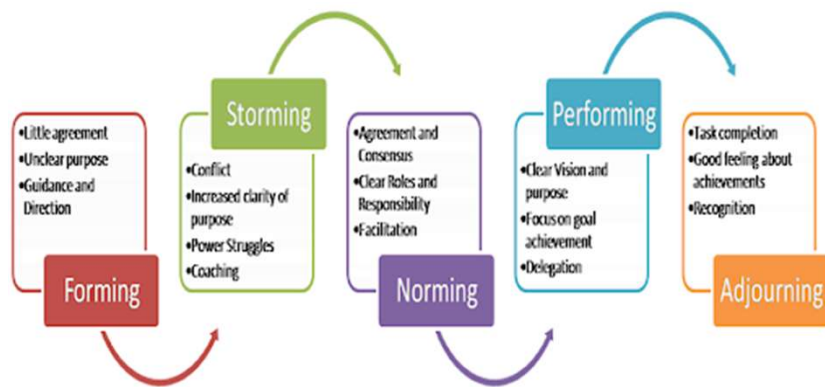 Forming
•Little agreement
•Unclear purpose
•Guidance and
Direction
Storming
•Conflict
•Increased clarity of
purpose
•Power Struggles
•Coaching
Norming
•Agreement and
Consensus
•Clear Roles and
Responsibility
•Facilitation
Performing
•Clear Vision and
purpose
•Focus on goal
achievement
•Delegation
Adjourning
•Task completion
•Good feeling about
achievements
•Recognition